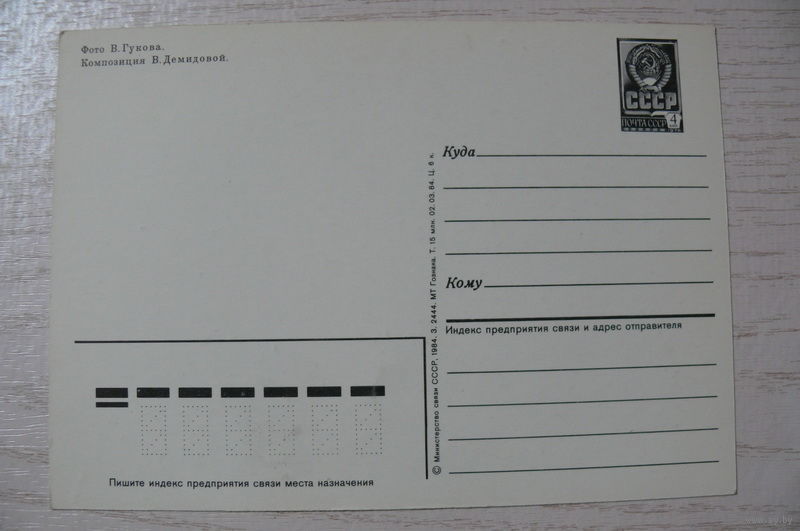 Фото В. Гукова.
Композиция В. Демидовой.
СССР
ПОЧТА СССР 4
Куда
Кому
© Министерство связи СССР, 1984. З. 2444. МТ Гознака. Т. 15 млн. 02.03.84. Ц. 6 к.
Индекс предприятия связи и адрес отправителя
Пишите индекс предприятия связи места назначения